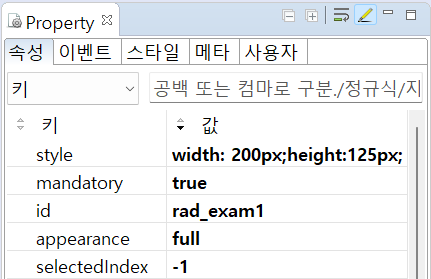 Property
속성 이벤트 스타일 메타 사용자
키 공백 또는 컴마로 구분./정규식/지
키 값
style width: 200px;height:125px;
mandatory true
id rad_exam1
appearance full
selectedIndex -1